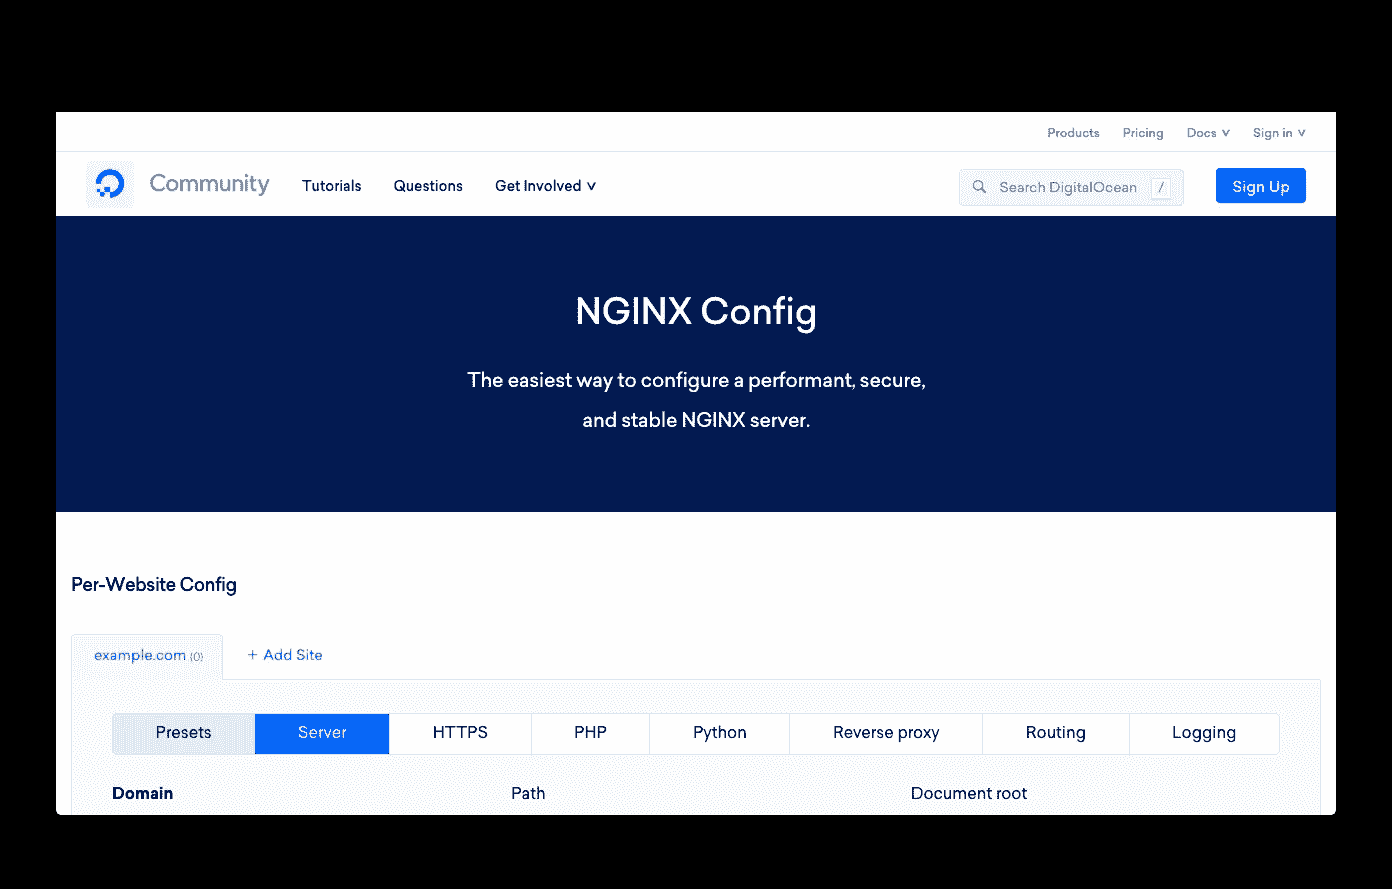 Products Pricing Docs Sign in
Community Tutorials Questions Get Involved Search DigitalOcean / Sign Up
NGINX Config
The easiest way to configure a performant, secure,
and stable NGINX server.
Per-Website Config
example.com (0) + Add Site
Presets Server HTTPS PHP Python Reverse proxy Routing Logging
Domain Path Document root